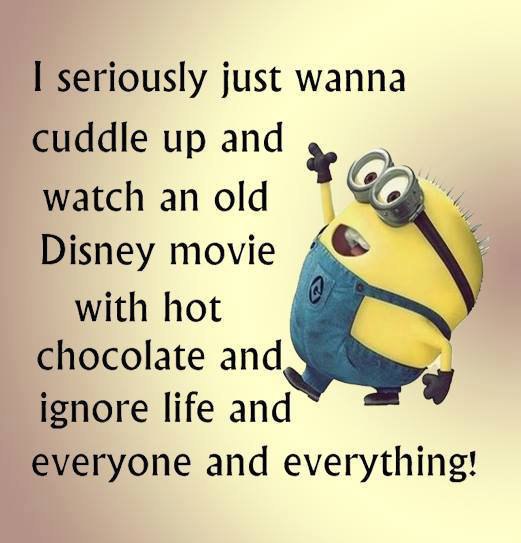 I seriously just wanna
cuddle up and
watch an old
Disney movie
with hot
chocolate and
ignore life and
everyone and everything!